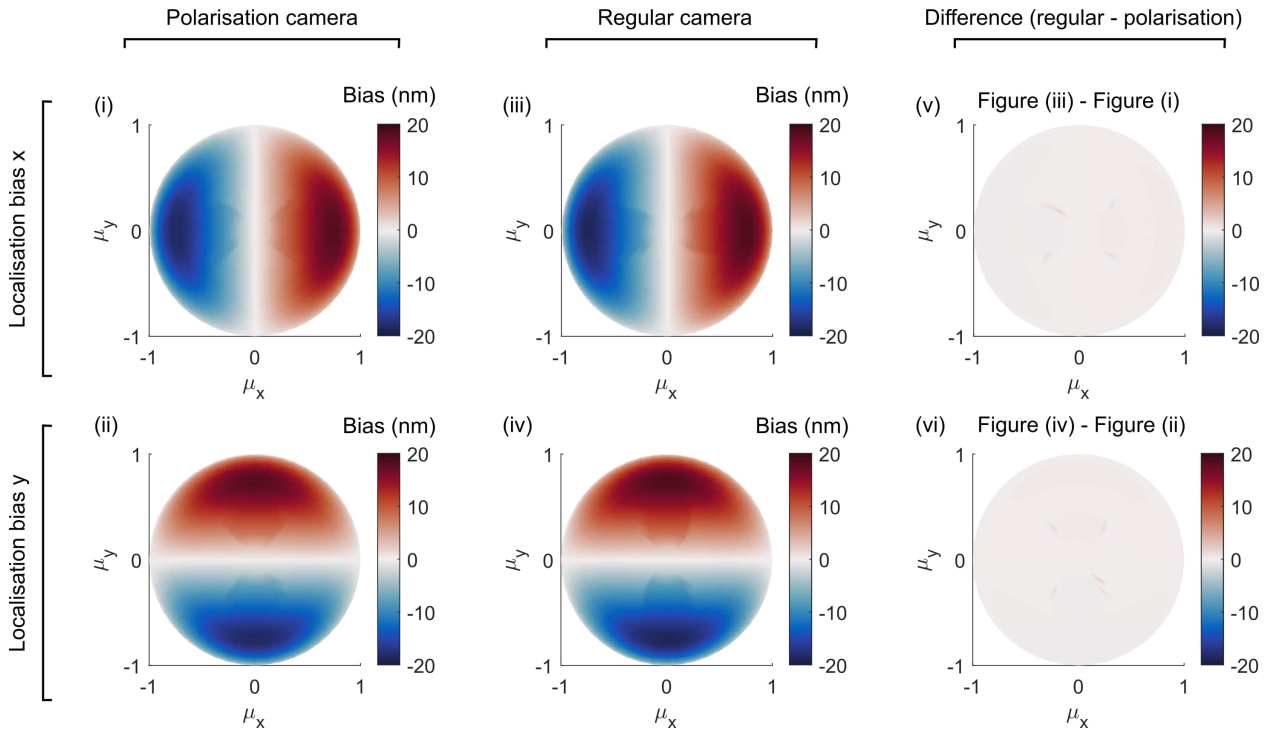 Polarisation camera
Regular camera
Difference (regular - polarisation)
Localisation bias x
(i)
Bias (nm)
1
0
-1
μy
-1
0
1
μx
20
10
0
-10
-20
(iii)
Bias (nm)
1
0
-1
μy
-1
0
1
μx
20
10
0
-10
-20
(v)
Figure (iii) - Figure (i)
1
0
-1
μy
-1
0
1
μx
20
10
0
-10
-20
Localisation bias y
(ii)
Bias (nm)
1
0
-1
μy
-1
0
1
μx
20
10
0
-10
-20
(iv)
Bias (nm)
1
0
-1
μy
-1
0
1
μx
20
10
0
-10
-20
(vi)
Figure (iv) - Figure (ii)
1
0
-1
μy
-1
0
1
μx
20
10
0
-10
-20